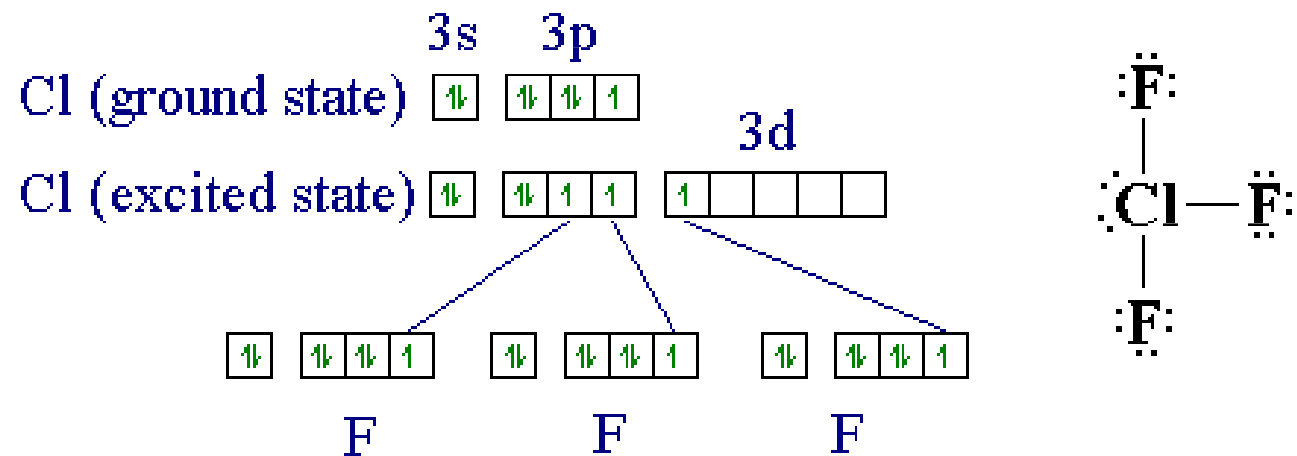 3s 3p
Cl (ground state)
3d
Cl (excited state)
F F F
F
Cl F
F